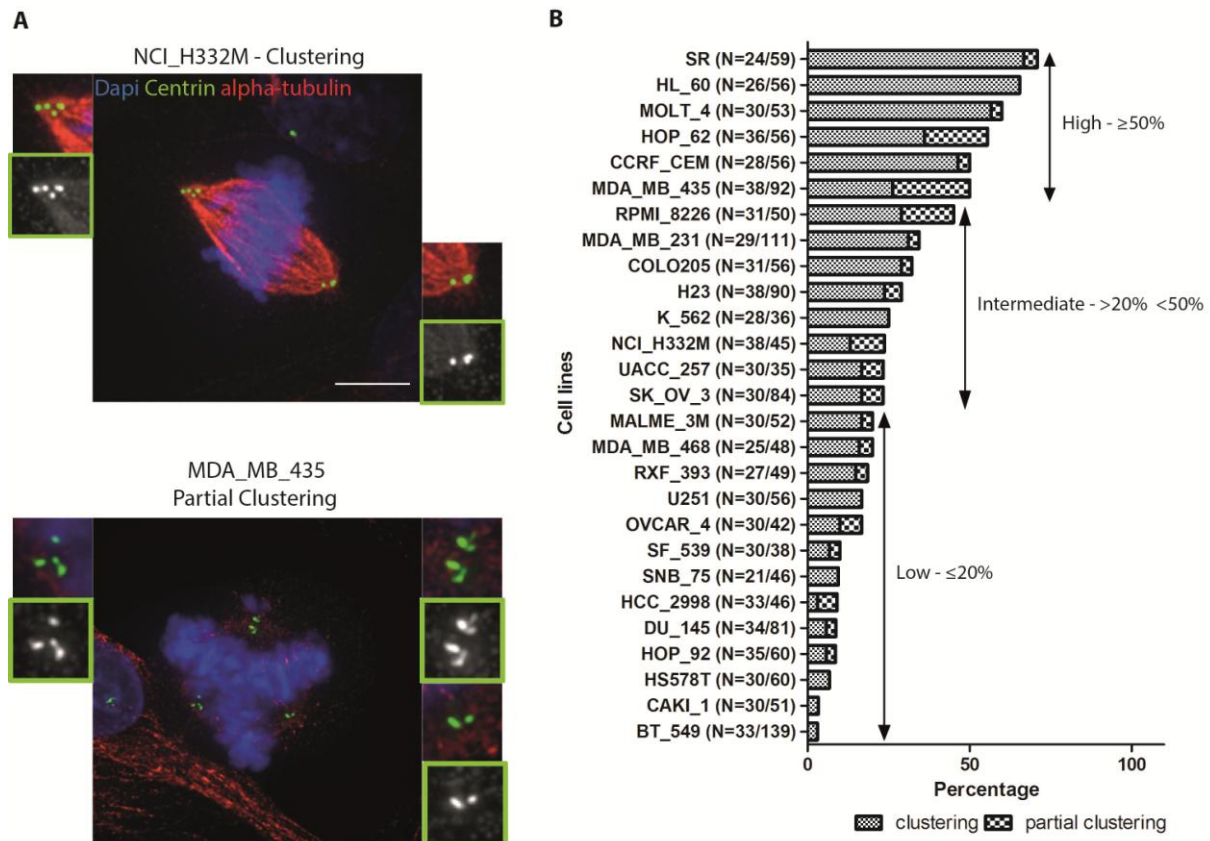 A
NCI_H332M - Clustering
Dapi Centrin alpha-tubulin
MDA_MB_435
Partial Clustering
B
Cell lines
SR (N=24/59)
HL_60 (N=26/56)
MOLT_4 (N=30/53)
HOP_62 (N=36/56)
CCRF_CEM (N=28/56)
MDA_MB_435 (N=38/92)
RPMI_8226 (N=31/50)
MDA_MB_231 (N=29/111)
COLO205 (N=31/56)
H23 (N=38/90)
K_562 (N=28/36)
NCI_H332M (N=38/45)
UACC_257 (N=30/35)
SK_OV_3 (N=30/84)
MALME_3M (N=30/52)
MDA_MB_468 (N=25/48)
RXF_393 (N=27/49)
U251 (N=30/56)
OVCAR_4 (N=30/42)
SF_539 (N=30/38)
SNB_75 (N=21/46)
HCC_2998 (N=33/46)
DU_145 (N=34/81)
HOP_92 (N=35/60)
HS578T (N=30/60)
CAKI_1 (N=30/51)
BT_549 (N=33/139)
High - ≥50%
Intermediate - >20% <50%
Low - ≤20%
0 50 100
Percentage
clustering partial clustering